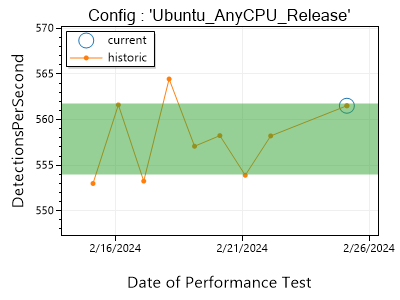 Config : 'Ubuntu_AnyCPU_Release'
current
historic
DetectionsPerSecond
570
565
560
555
550
2/16/2024
2/21/2024
2/26/2024
Date of Performance Test